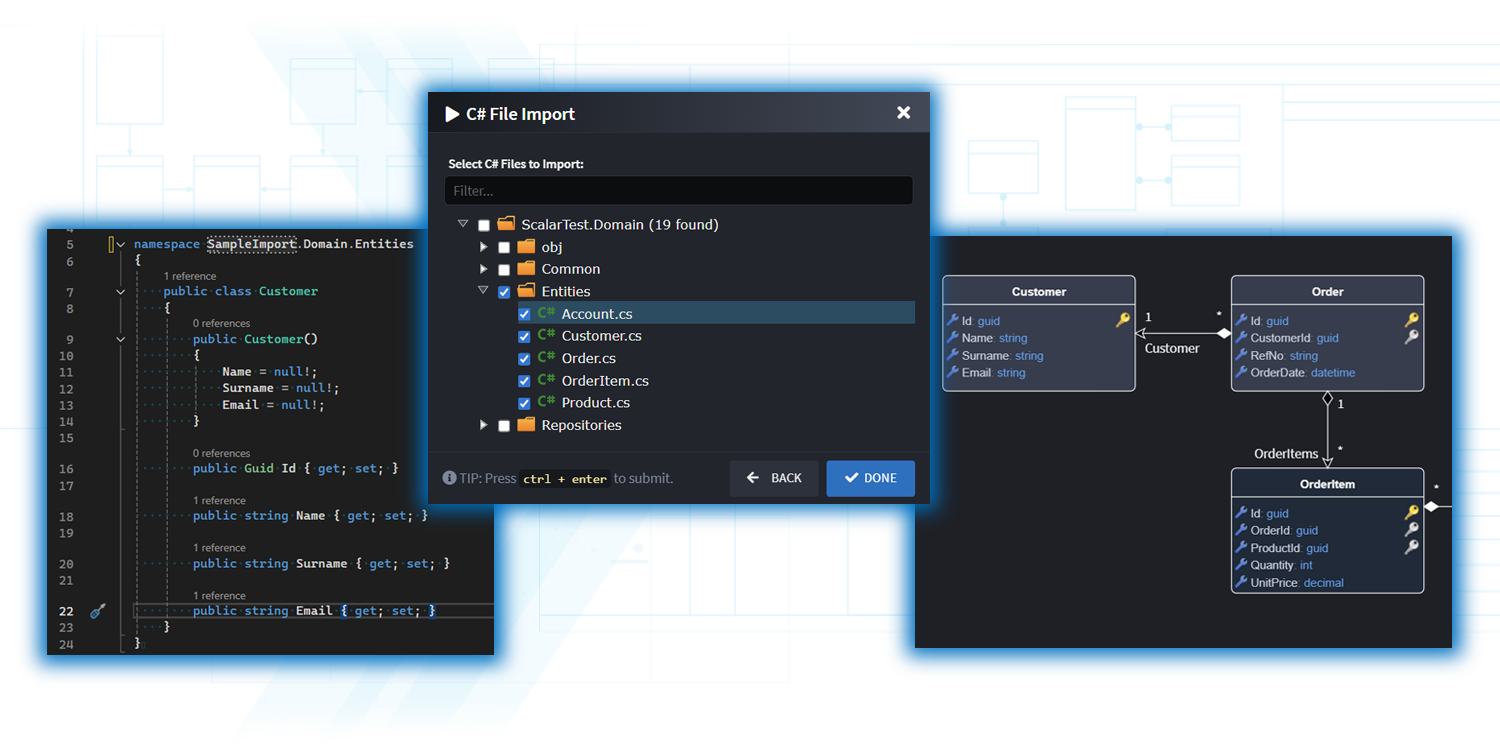 C# File Import
Select C# Files to Import:
Filter...
ScalarTest.Domain (19 found)
obj
Common
Entities
C# Account.cs
C# Customer.cs
C# Order.cs
C# OrderItem.cs
C# Product.cs
Repositories
TIP: Press ctrl + enter to submit.
BACK
DONE
5 namespace SampleImport.Domain.Entities
6 {
1 reference
7 public class Customer
8 {
0 references
9 public Customer()
10 {
11 Name = null!;
12 Surname = null!;
13 Email = null!;
14 }
15
0 references
16 public Guid Id { get; set; }
17
1 reference
18 public string Name { get; set; }
19
1 reference
20 public string Surname { get; set; }
21
1 reference
22 public string Email { get; set; }
23 }
24 }
Customer
Id: guid
Name: string
Surname: string
Email: string
1
*
Customer
Order
Id: guid
CustomerId: guid
RefNo: string
OrderDate: datetime
1
OrderItems
*
OrderItem
Id: guid
OrderId: guid
ProductId: guid
Quantity: int
UnitPrice: decimal
*